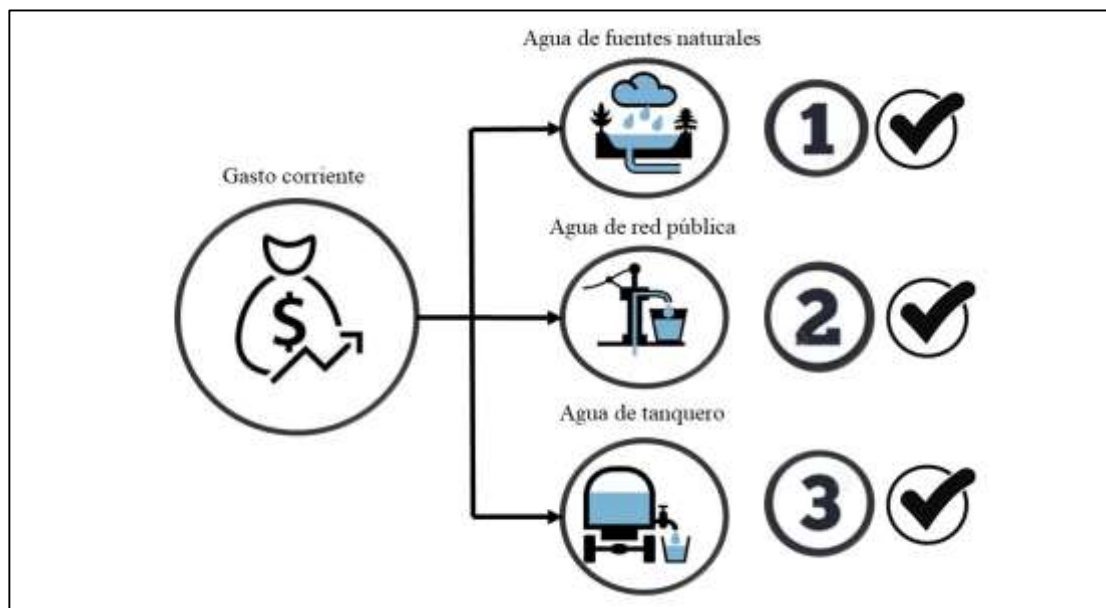 Agua de fuentes naturales
1
Gasto corriente
$
Agua de red pública
2
Agua de tanquero
3